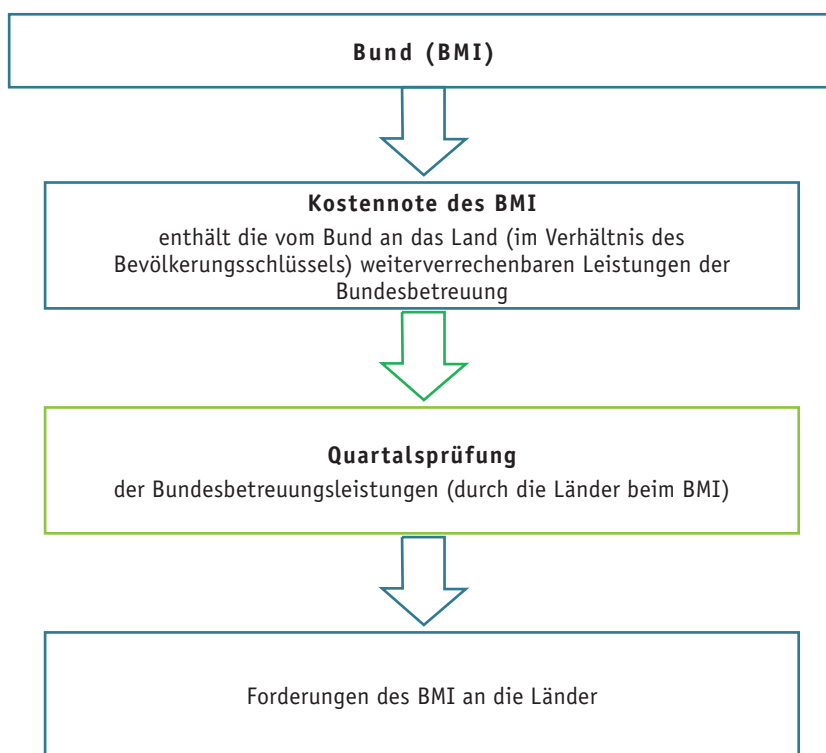 Bund (BMI)
Kostennote des BMI
enthält die vom Bund an das Land (im Verhältnis des
Bevölkerungsschlüssels) weiterverrechenbaren Leistungen der
Bundesbetreuung
Quartalsprüfung
der Bundesbetreuungsleistungen (durch die Länder beim BMI)
Forderungen des BMI an die Länder